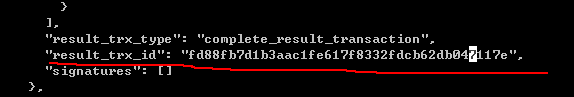 }
],
"result_trx_type": "complete_result_transaction",
"result_trx_id": "fd88fb7d1b3aac1fe617f8332fdcb62db047117e",
"signatures": []
},